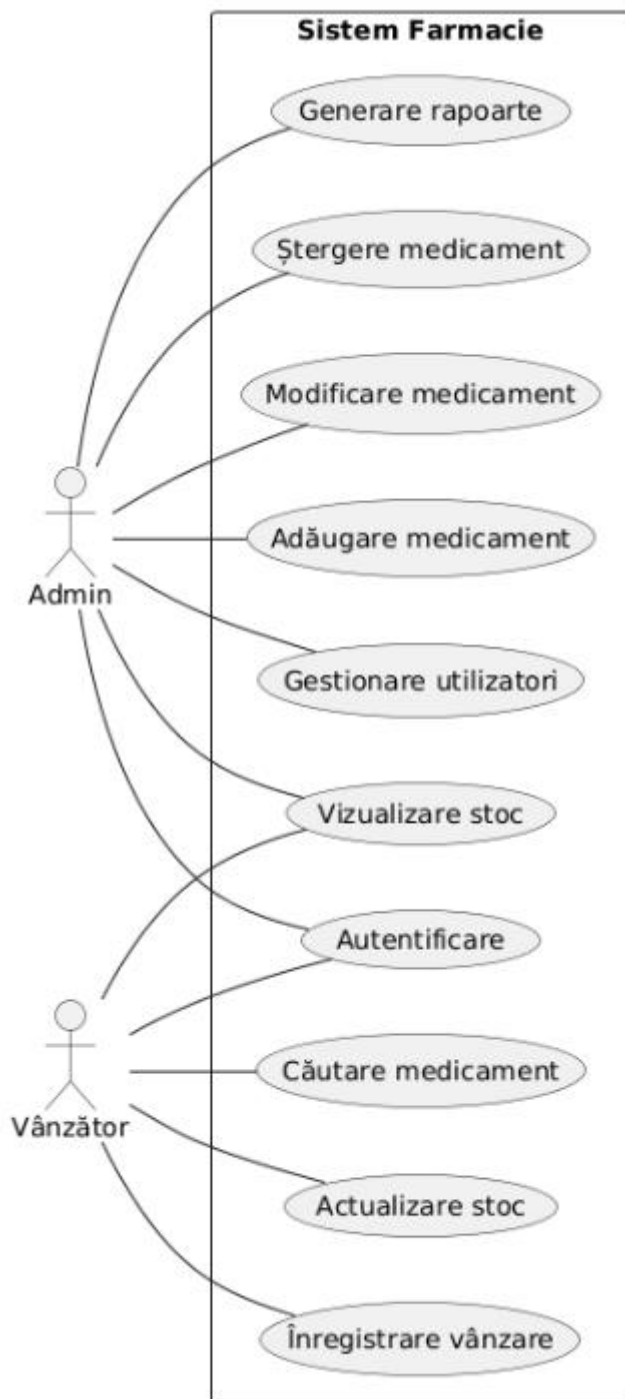 Sistem Farmacie
Generare rapoarte
Ștergere medicament
Modificare medicament
Adăugare medicament
Admin
Gestionare utilizatori
Vizualizare stoc
Autentificare
Căutare medicament
Vânzător
Actualizare stoc
Înregistrare vânzare